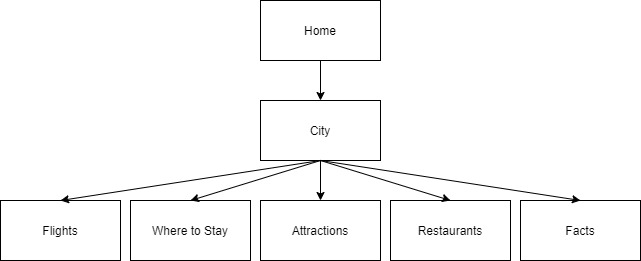 Home
City
Flights
Where to Stay
Attractions
Restaurants
Facts